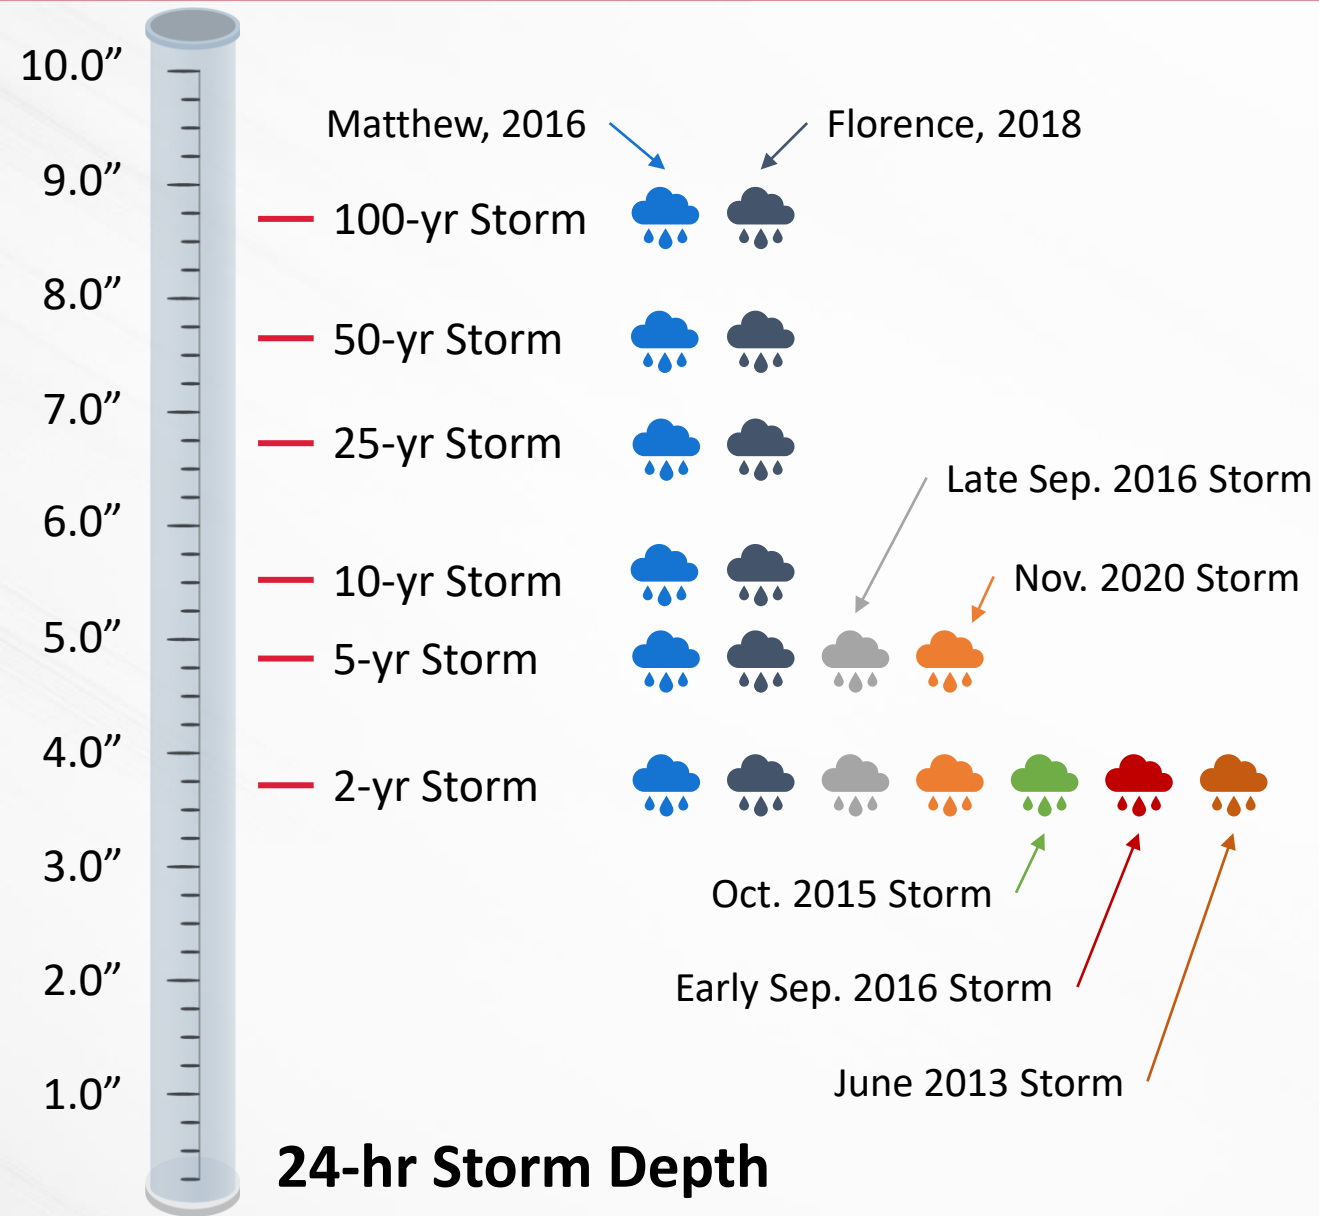 10.0”
Matthew, 2016
Florence, 2018
9.0”
100-yr Storm
8.0”
50-yr Storm
7.0”
25-yr Storm
Late Sep. 2016 Storm
6.0”
10-yr Storm
Nov. 2020 Storm
5.0”
5-yr Storm
4.0”
2-yr Storm
3.0”
Oct. 2015 Storm
2.0”
Early Sep. 2016 Storm
1.0”
June 2013 Storm
24-hr Storm Depth